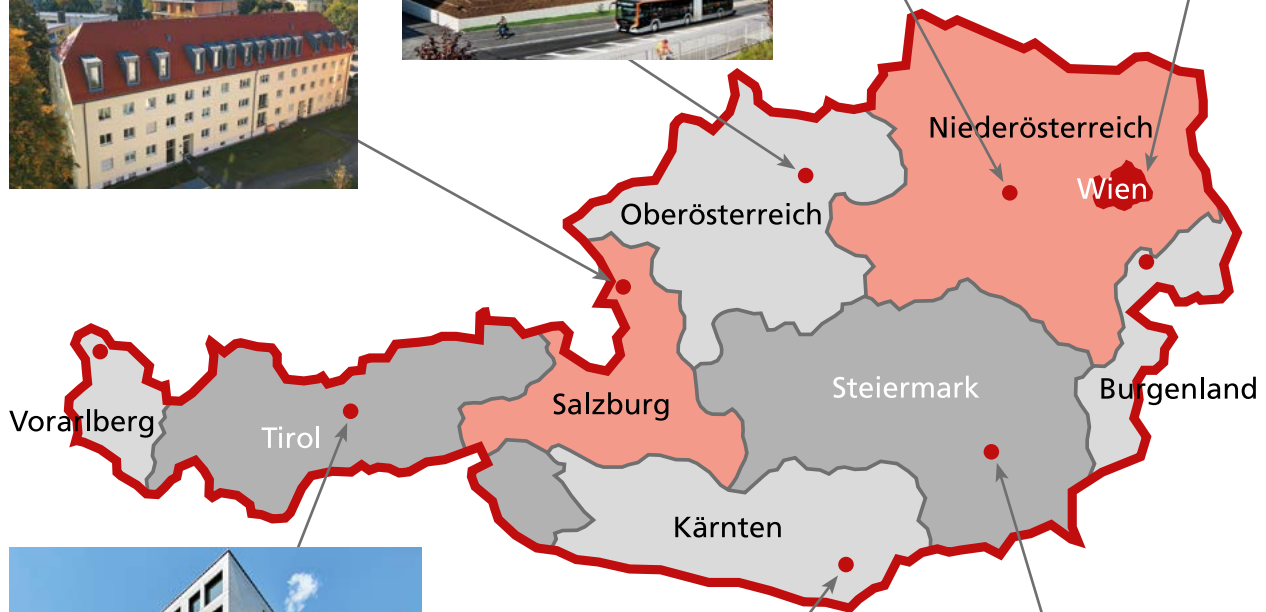 Niederösterreich
Wien
Oberösterreich
Steiermark
Burgenland
Salzburg
Vorarlberg
Tirol
Kärnten